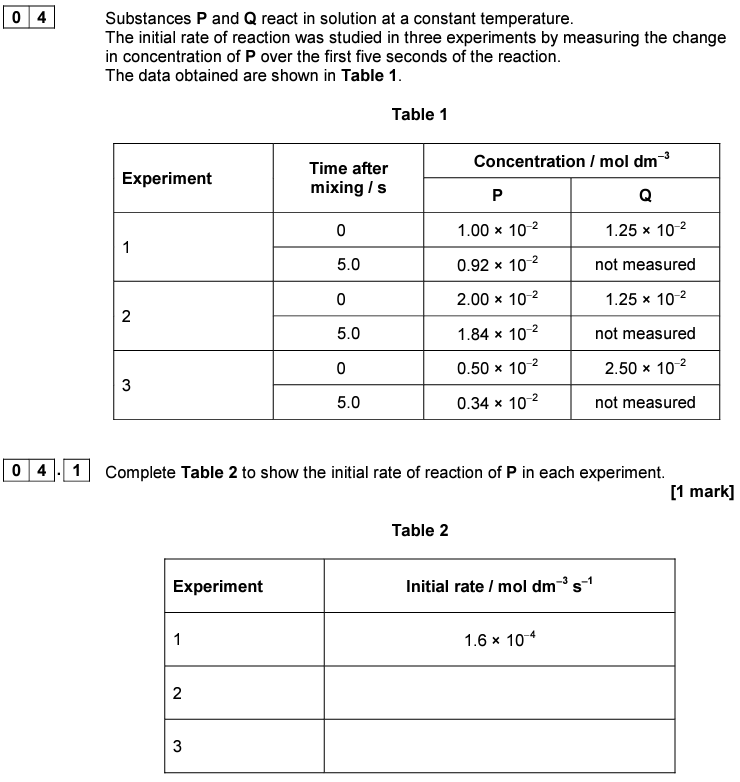 0 4 Substances P and Q react in solution at a constant temperature.
The initial rate of reaction was studied in three experiments by measuring the change
in concentration of P over the first five seconds of the reaction.
The data obtained are shown in Table 1.
Table 1
Experiment Time after mixing / s Concentration / mol dm⁻³
P Q
1 0 1.00 × 10⁻² 1.25 × 10⁻²
5.0 0.92 × 10⁻² not measured
2 0 2.00 × 10⁻² 1.25 × 10⁻²
5.0 1.84 × 10⁻² not measured
3 0 0.50 × 10⁻² 2.50 × 10⁻²
5.0 0.34 × 10⁻² not measured
0 4 . 1 Complete Table 2 to show the initial rate of reaction of P in each experiment.
[1 mark]
Table 2
Experiment Initial rate / mol dm⁻³ s⁻¹
1 1.6 × 10⁻⁴
2
3